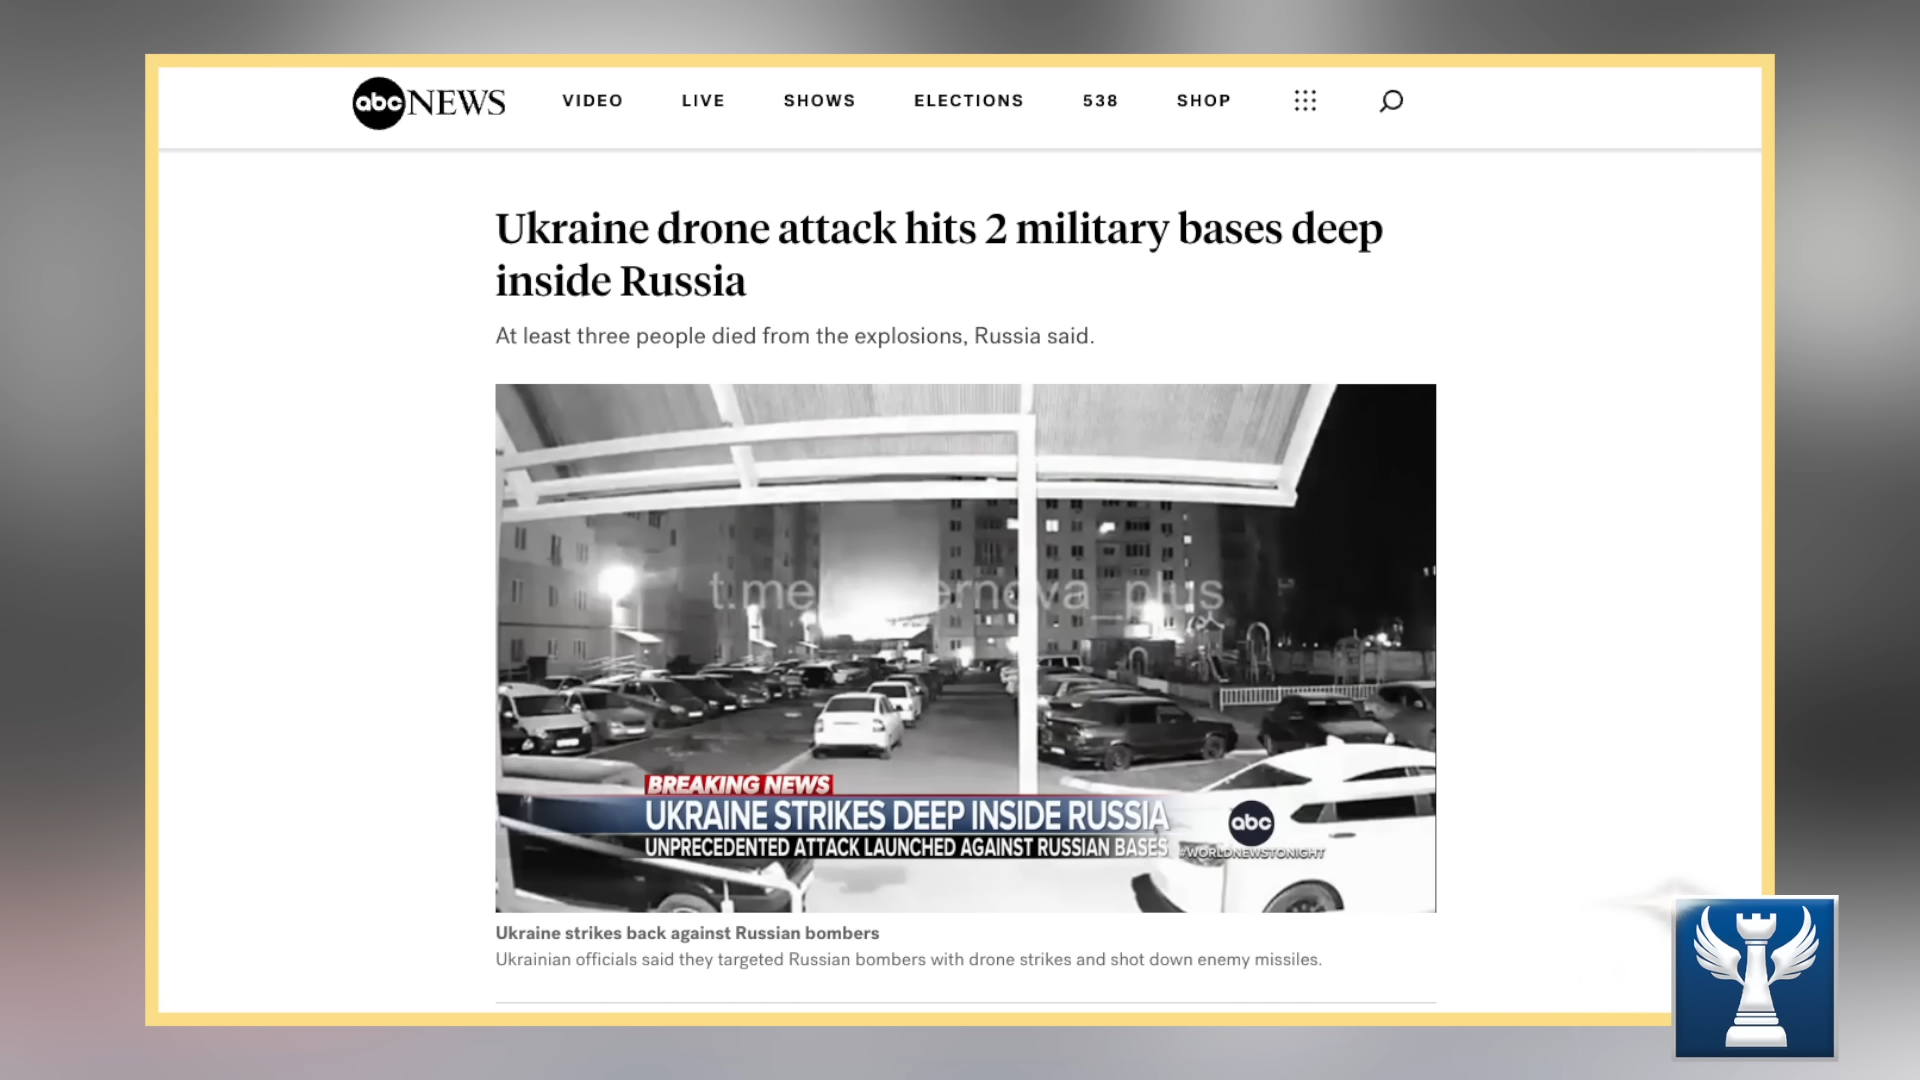 abc NEWS VIDEO LIVE SHOWS ELECTIONS 538 SHOP
Ukraine drone attack hits 2 military bases deep
inside Russia
At least three people died from the explosions, Russia said.
t.me ernova_plus
BREAKING NEWS
UKRAINE STRIKES DEEP INSIDE RUSSIA
UNPRECEDENTED ATTACK LAUNCHED AGAINST RUSSIAN BASES
abc
#WORLDNEWSTONIGHT
Ukraine strikes back against Russian bombers
Ukrainian officials said they targeted Russian bombers with drone strikes and shot down enemy missiles.